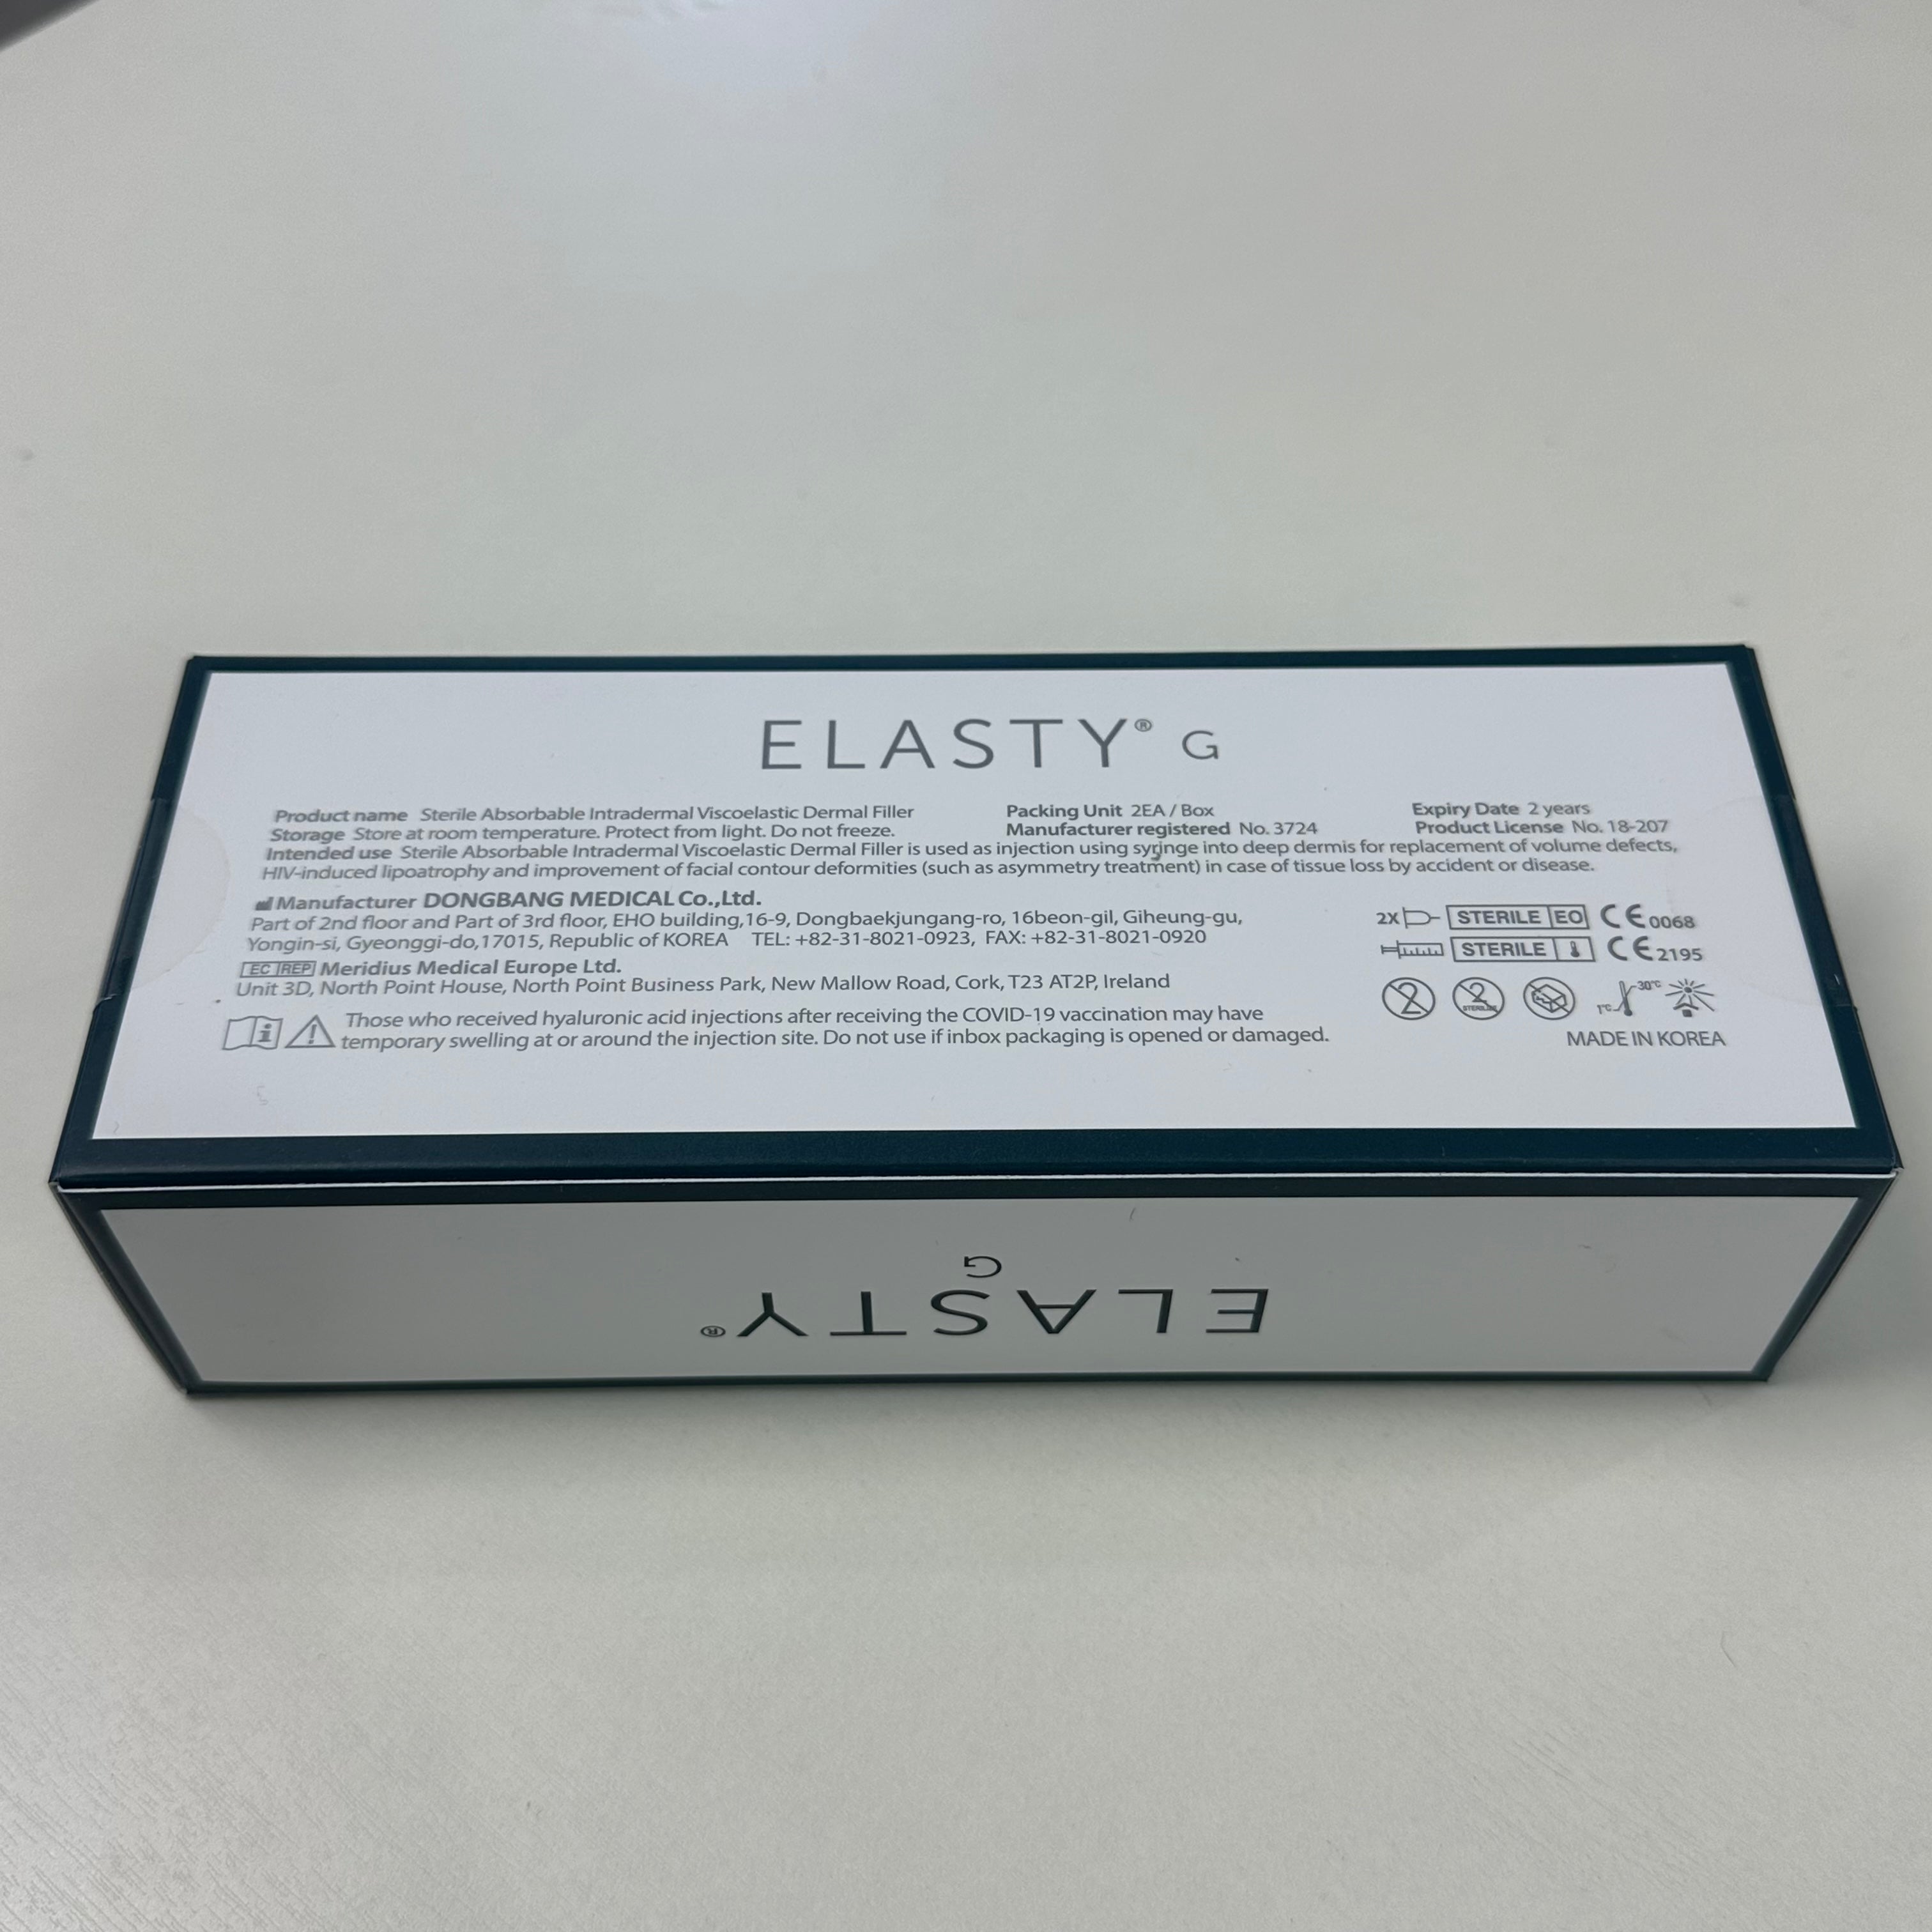 ELASTY® G
Product name Sterile Absorbable Intradermal Viscoelastic Dermal Filler
Packing Unit 2EA / Box
Expiry Date 2 years
Storage Store at room temperature. Protect from light. Do not freeze.
Manufacturer registered No. 3724
Product License No. 18-207
Intended use Sterile Absorbable Intradermal Viscoelastic Dermal Filler is used as injection using syringe into deep dermis for replacement of volume defects,
HIV-induced lipoatrophy and improvement of facial contour deformities (such as asymmetry treatment) in case of tissue loss by accident or disease.
Manufacturer DONGBANG MEDICAL Co.,Ltd.
Part of 2nd floor and Part of 3rd floor, EHO building,16-9, Dongbaekjungang-ro, 16beon-gil, Giheung-gu,
Yongin-si, Gyeonggi-do,17015, Republic of KOREA TEL: +82-31-8021-0923, FAX: +82-31-8021-0920
EC REP Meridius Medical Europe Ltd.
Unit 3D, North Point House, North Point Business Park, New Mallow Road, Cork, T23 AT2P, Ireland
Those who received hyaluronic acid injections after receiving the COVID-19 vaccination may have
temporary swelling at or around the injection site. Do not use if inbox packaging is opened or damaged.
2X STERILE EO CE 0068
STERILE CE 2195
2 2 STERILIZE 1°C 30°C
MADE IN KOREA
ELASTY®
G